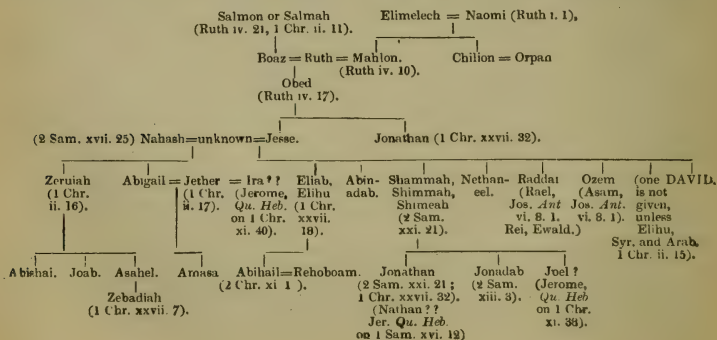 Salmon or Salmah Elimelech = Naomi (Ruth i. 1),
(Ruth iv. 21, 1 Chr. ii. 11).
Boaz = Ruth = Mahlon. Chilion = Orpan
(Ruth iv. 10).
Obed
(Ruth iv. 17).
(2 Sam. xvii. 25) Nahash=unknown=Jesse. Jonathan (1 Chr. xxvii. 32).
Zeruiah Abigail = Jether = Ira?? Eliab, Abin- Shammah, Nethan- Raddai Ozem (one DAVID.
(1 Chr. (1 Chr. (Jerome, Elihu adab. Shimmah, eel. (Rael, (Asam, is not
ii. 16). ii. 17). Qu. Heb. (1 Chr. Shimeah Jos. Ant Jos. Ant. given,
on 1 Chr. xxvii. (2 Sam. vi. 8. 1. vi. 8. 1). unless
xi. 40). 18). xxi. 21). Rei, Ewald.) Elihu,
Syr. and Arab.
1 Chr. ii. 15).
Abishai. Joab. Asahel. Amasa Abihail=Rehoboam. Jonathan Jonadab Joel ?
(2 Chr. xi 1 ). (2 Sam. xxi. 21 ; (2 Sam. (Jerome,
Zebadiah 1 Chr. xxvii. 32). xiii. 3). Qu Heb
(1 Chr. xxvii. 7). (Nathan ?? on 1 Chr.
Jer. Qu. Heb. xi. 38).
on 1 Sam. xvi. 12)